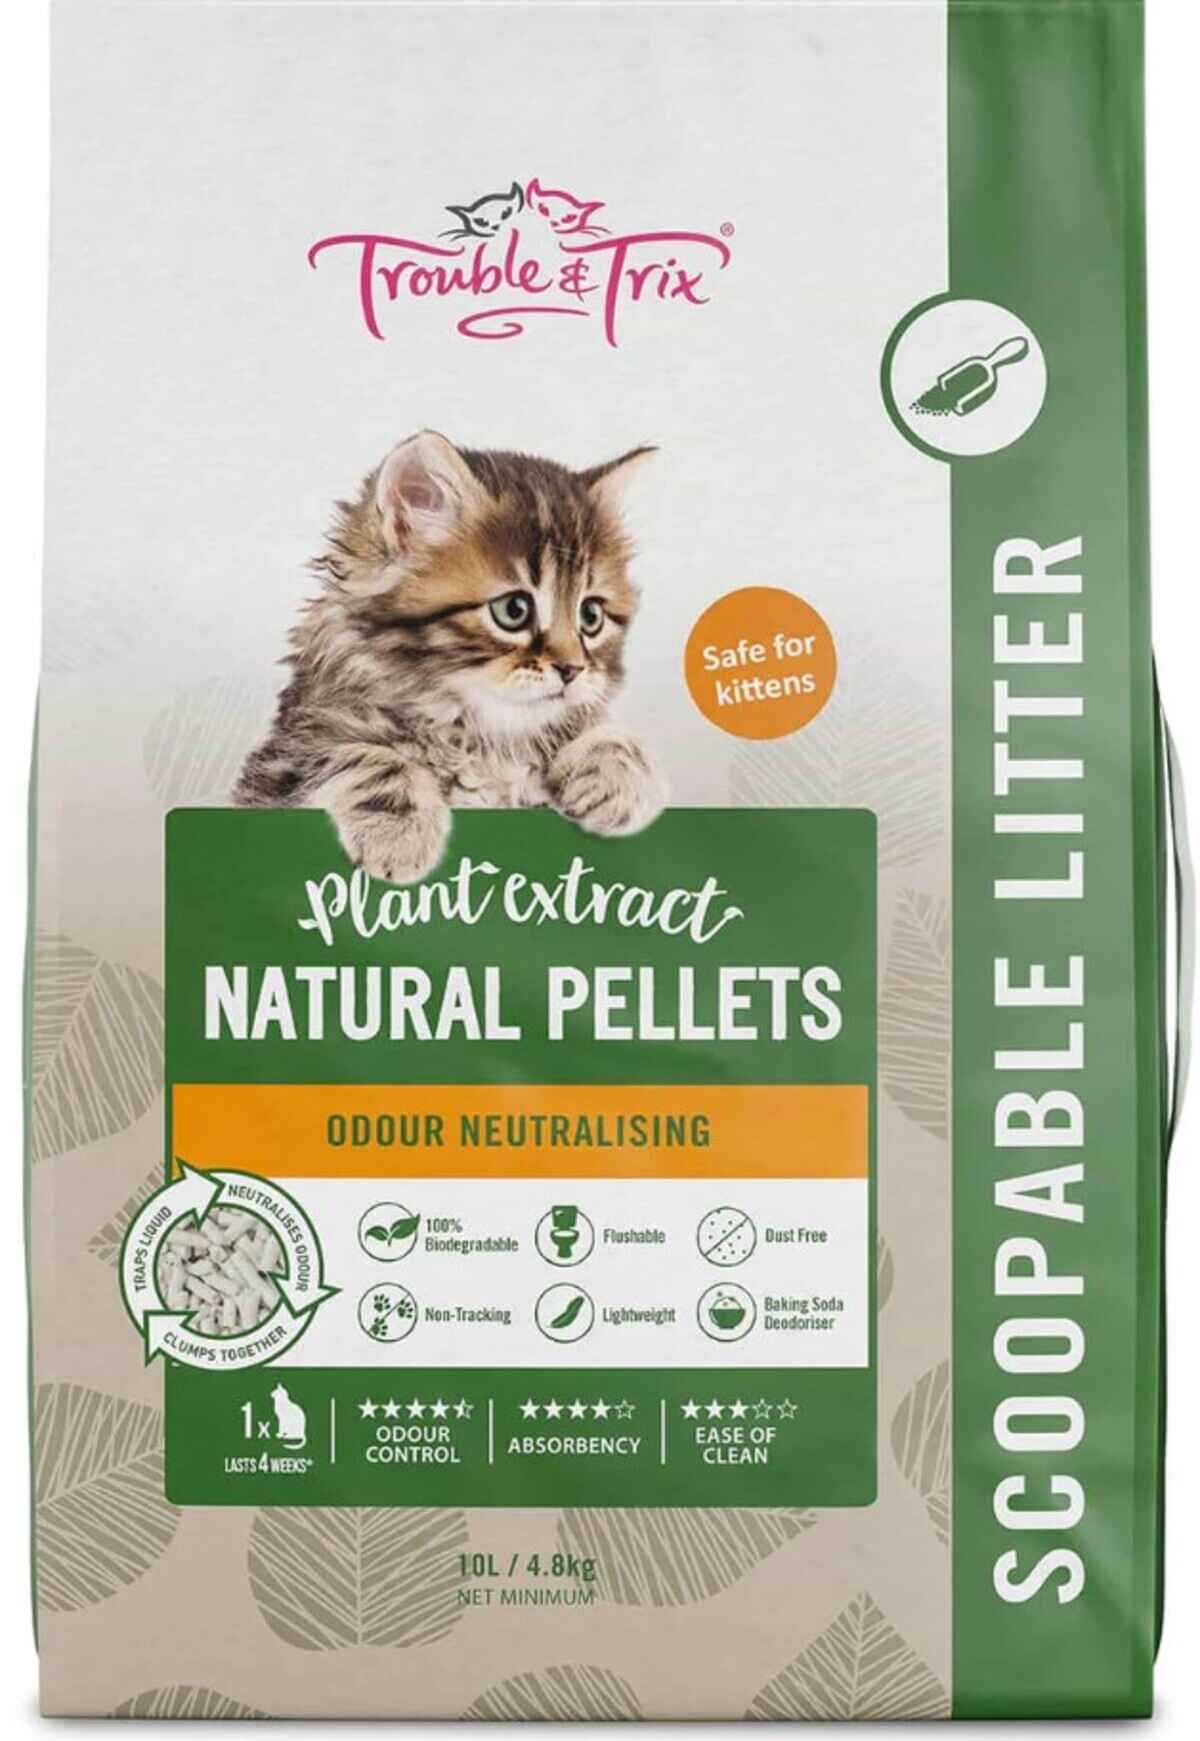 Trouble & Trix®
Safe for
kittens
Plant extract
NATURAL PELLETS
ODOUR NEUTRALISING
TRAPS LIQUID
NEUTRALISES ODOUR
CLUMPS TOGETHER
100%
Biodegradable
Flushable
Dust Free
Non-Tracking
Lightweight
Baking Soda
Deodoriser
1x
LASTS 4 WEEKS*
ODOUR
CONTROL
ABSORBENCY
EASE OF
CLEAN
10L / 4.8kg
NET MINIMUM
SCOOPABLE LITTER